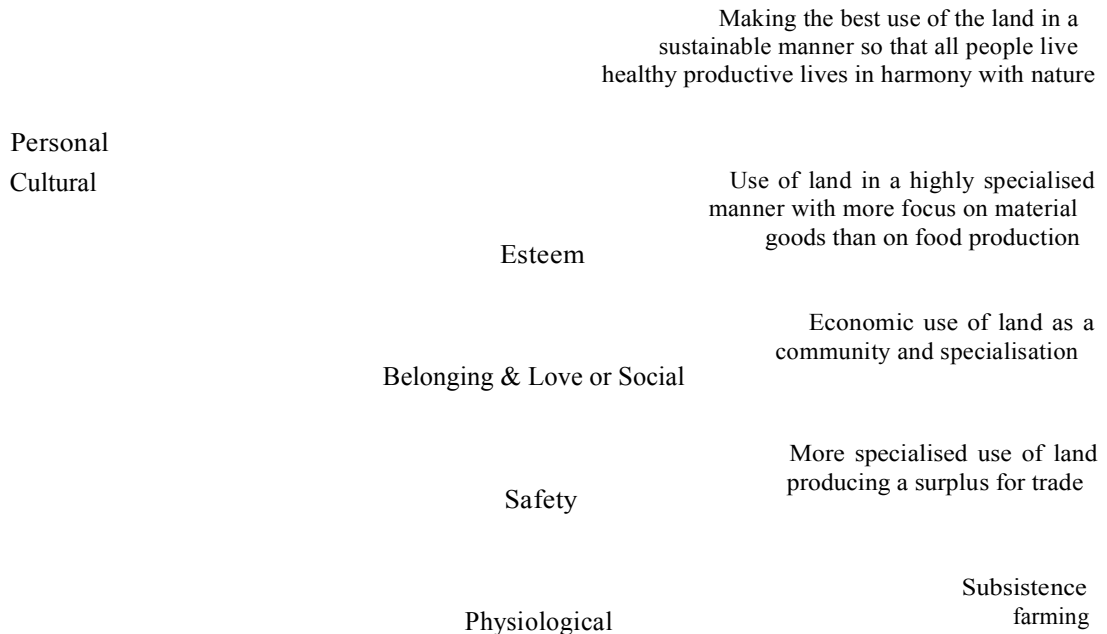 Making the best use of the land in a
sustainable manner so that all people live
healthy productive lives in harmony with nature
Personal
Cultural
Use of land in a highly specialised
manner with more focus on material
goods than on food production
Esteem
Economic use of land as a
community and specialisation
Belonging & Love or Social
More specialised use of land
producing a surplus for trade
Safety
Subsistence
farming
Physiological